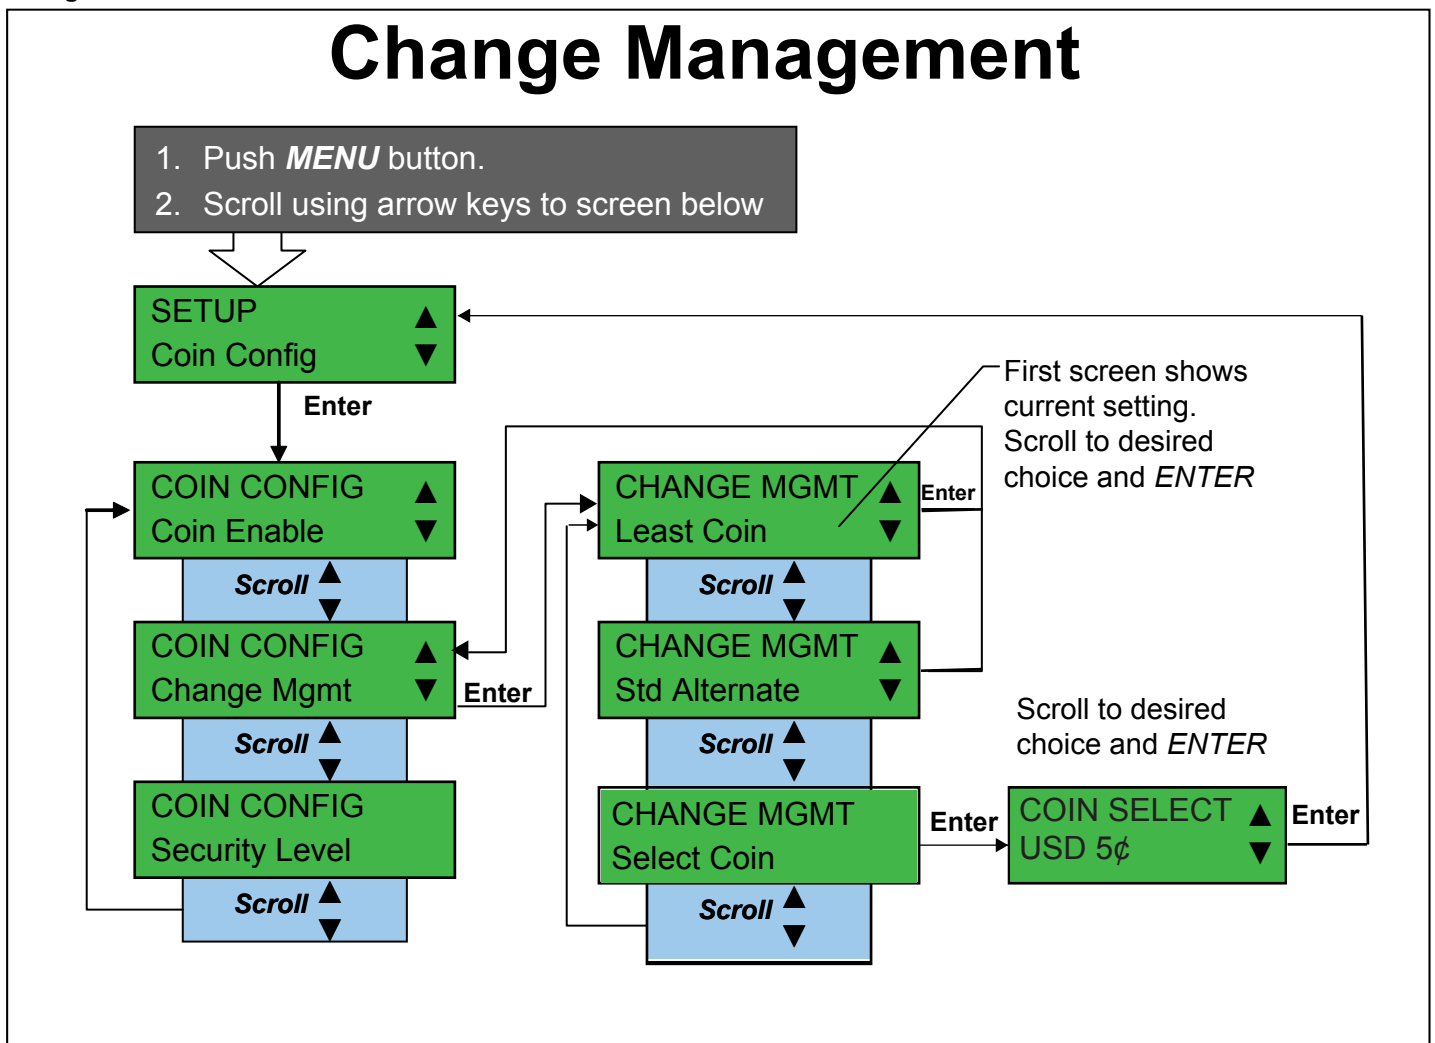 Change Management
1. Push MENU button.
2. Scroll using arrow keys to screen below
SETUP ▲
Coin Config ▼
Enter
First screen shows
current setting.
Scroll to desired
choice and ENTER
COIN CONFIG ▲
Coin Enable ▼
CHANGE MGMT ▲
Least Coin ▼
Enter
Scroll ▲
▼
Scroll ▲
▼
COIN CONFIG ▲
Change Mgmt ▼
Enter
CHANGE MGMT ▲
Std Alternate ▼
Scroll ▲
▼
Scroll ▲
▼
Scroll to desired
choice and ENTER
COIN CONFIG
Security Level
CHANGE MGMT
Select Coin
Enter
COIN SELECT ▲
USD 5¢ ▼
Enter
Scroll ▲
▼
Scroll ▲
▼